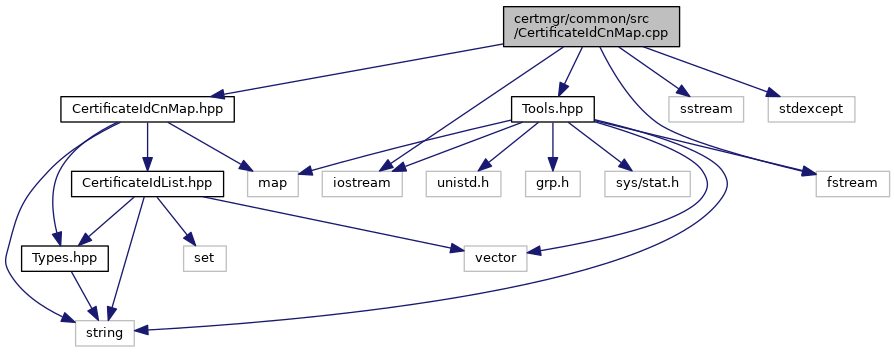 certmgr/common/src
/CertificateIdCnMap.cpp
CertificateIdCnMap.hpp
Tools.hpp
sstream
stdexcept
CertificateIdList.hpp
map
iostream
unistd.h
grp.h
sys/stat.h
fstream
Types.hpp
set
vector
string